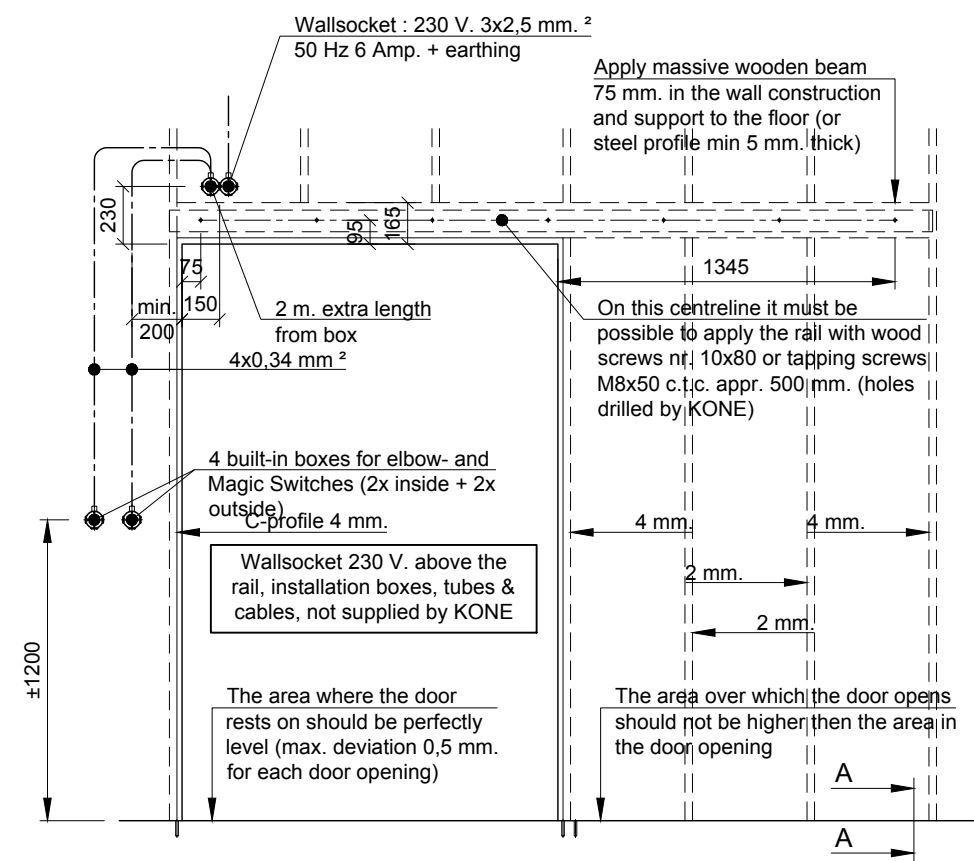 Wallsocket : 230 V. 3x2,5 mm. ²
50 Hz 6 Amp. + earthing
Apply massive wooden beam
75 mm. in the wall construction
and support to the floor (or
steel profile min 5 mm. thick)
230
95
165
75
1345
min.
150
200
2 m. extra length
from box
On this centreline it must be
possible to apply the rail with wood
screws nr. 10x80 or tapping screws
M8x50 c.t.c. appr. 500 mm. (holes
drilled by KONE)
4x0,34 mm ²
4 built-in boxes for elbow- and
Magic Switches (2x inside + 2x
outside)
C-profile 4 mm.
4 mm.
4 mm.
Wallsocket 230 V. above the
rail, installation boxes, tubes &
cables, not supplied by KONE
2 mm.
2 mm.
±1200
The area where the door
rests on should be perfectly
level (max. deviation 0,5 mm.
for each door opening)
The area over which the door opens
should not be higher then the area in
the door opening
A
A